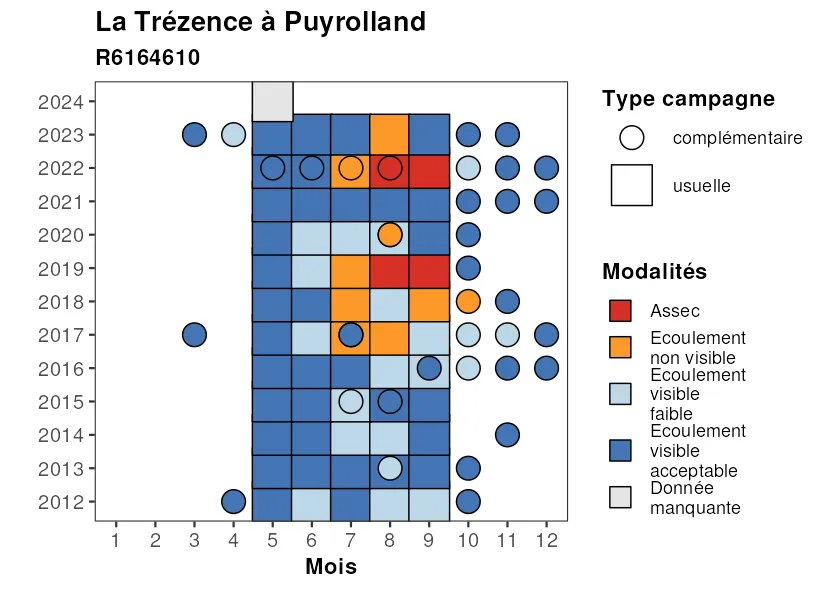 La Trézence à Puyrolland
R6164610
2024
2023
2022
2021
2020
2019
2018
2017
2016
2015
2014
2013
2012
1 2 3 4 5 6 7 8 9 10 11 12
Mois
Type campagne
complémentaire
usuelle
Modalités
Assec
Ecoulement
non visible
Ecoulement
visible
faible
Ecoulement
visible
acceptable
Donnée
manquante